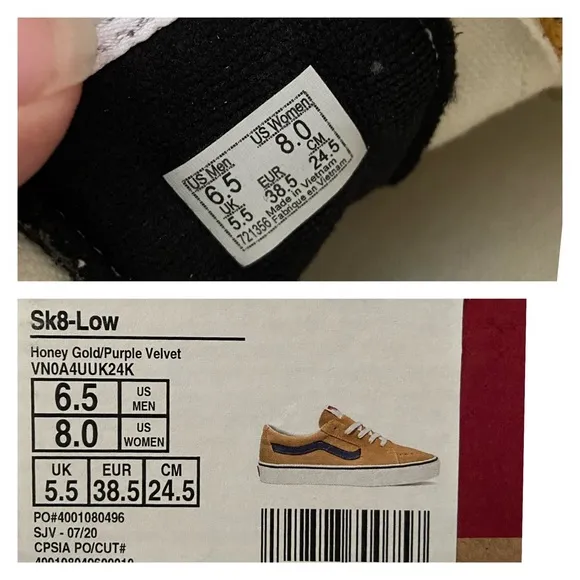 US Men US Women
6.5 8.0
UK EUR CM
5.5 38.5 24.5
721356 Made in Vietnam
Fabriqué en Vietnam
Sk8-Low
Honey Gold/Purple Velvet
VN0A4UUK24K
6.5 US MEN
8.0 US WOMEN
UK EUR CM
5.5 38.5 24.5
PO#4001080496
SJV - 07/20
CPSIA PO/CUT#